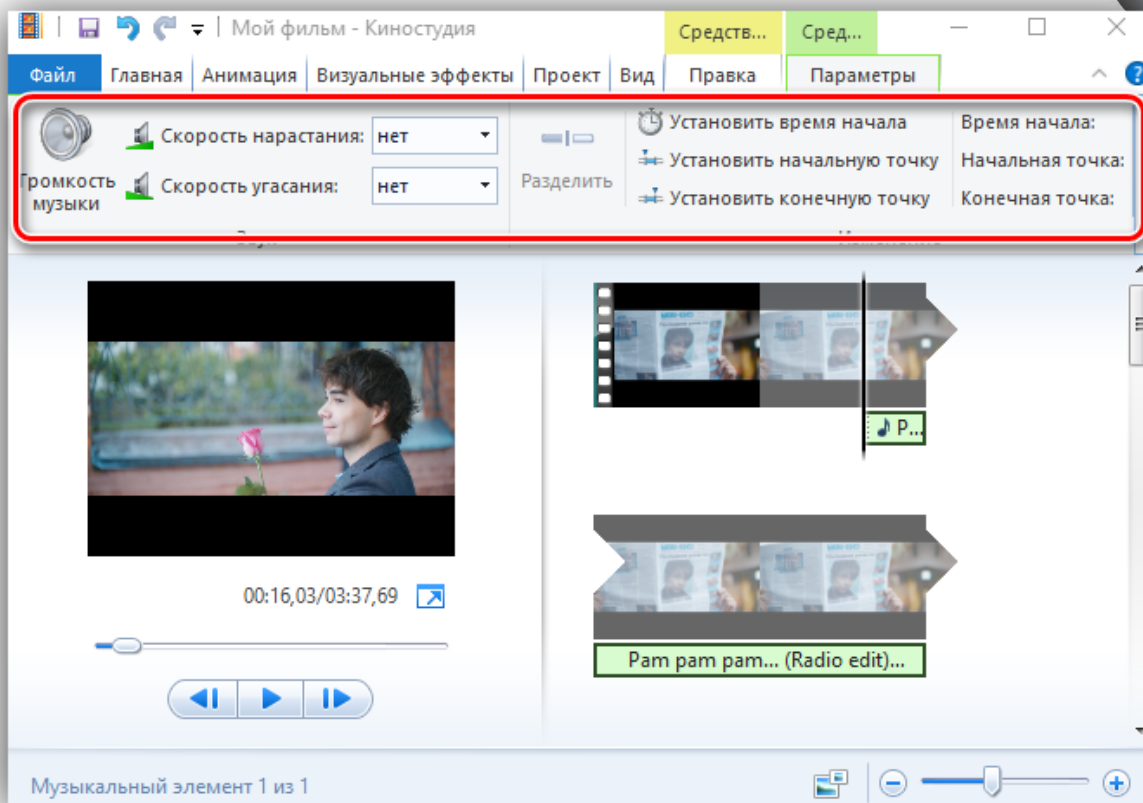 Мой фильм - Киностудия
Средств...
Сред...
Файл
Главная
Анимация
Визуальные эффекты
Проект
Вид
Правка
Параметры
Громкость музыки
Скорость нарастания: нет
Скорость угасания: нет
Разделить
Установить время начала
Установить начальную точку
Установить конечную точку
Время начала:
Начальная точка:
Конечная точка:
P...
00:16,03/03:37,69
Pam pam pam... (Radio edit)...
Музыкальный элемент 1 из 1